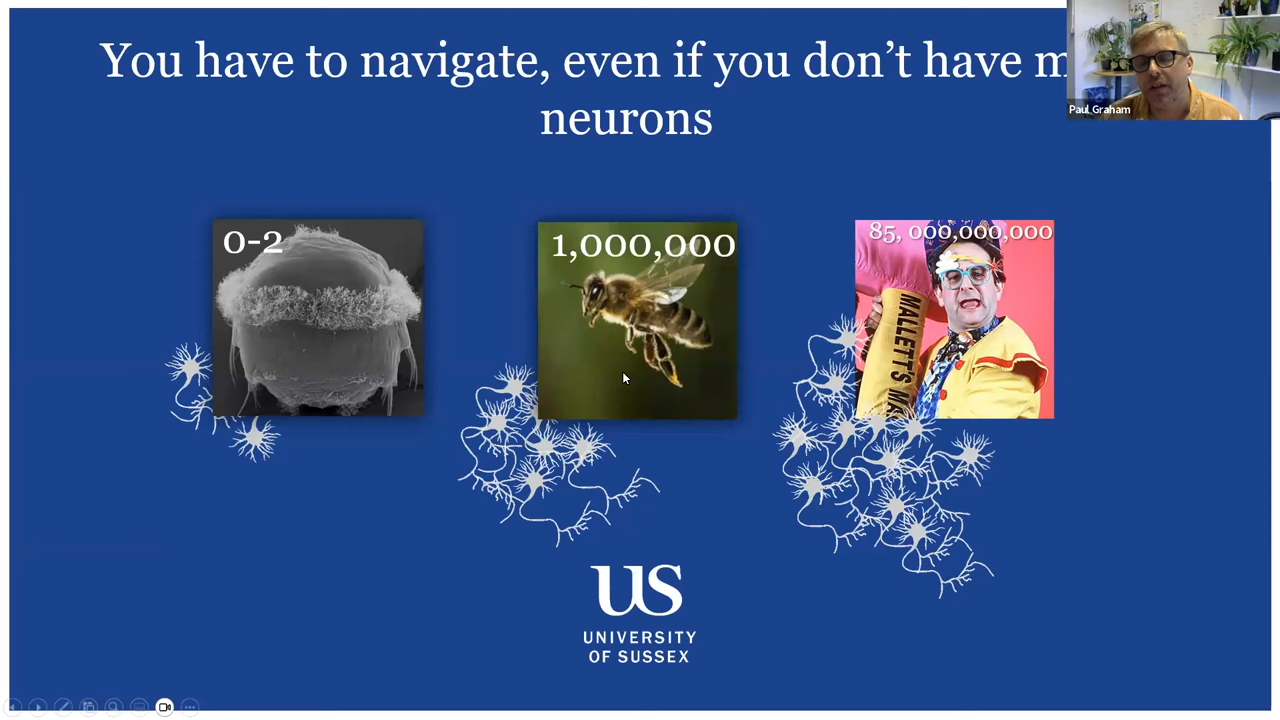 You have to navigate, even if you don't have m
neurons
Paul Graham
0-2
1,000,000
85, 000,000,000
MALLETT'S MA
US
UNIVERSITY
OF SUSSEX